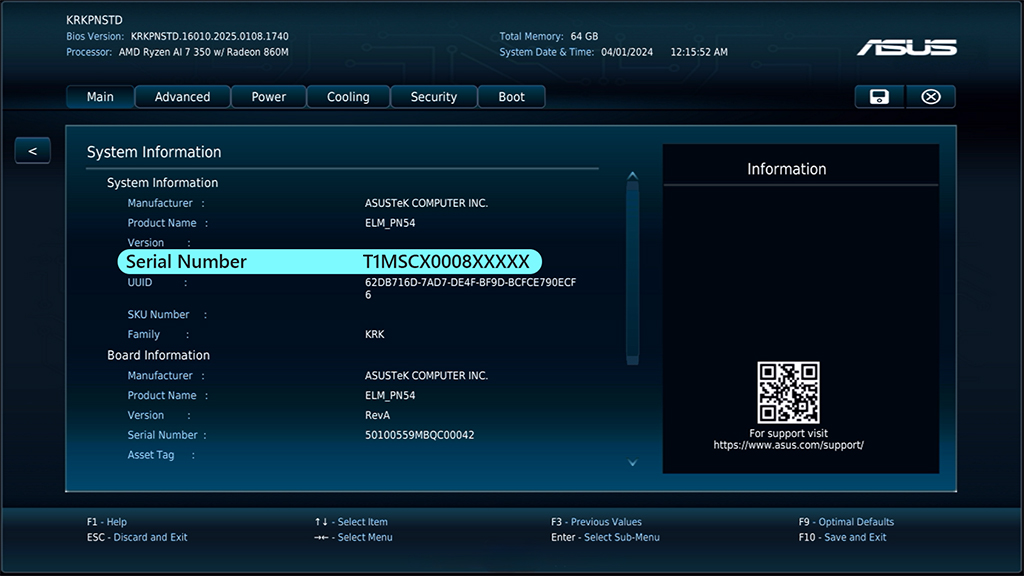 KRKPNSTD
Bios Version: KRKPNSTD.16010.2025.0108.1740
Processor: AMD Ryzen AI 7 350 w/ Radeon 860M
Total Memory: 64 GB
System Date & Time: 04/01/2024 12:15:52 AM
ASUS
Main Advanced Power Cooling Security Boot
<
System Information
System Information
Manufacturer : ASUSTeK COMPUTER INC.
Product Name : ELM_PN54
Version :
Serial Number T1MSCX0008XXXXX
UUID : 62DB716D-7AD7-DE4F-BF9D-BCFCE790ECF
6
SKU Number :
Family : KRK
Board Information
Manufacturer : ASUSTeK COMPUTER INC.
Product Name : ELM_PN54
Version : RevA
Serial Number : 50100559MBQC00042
Asset Tag :
Information
For support visit
https://www.asus.com/support/
F1 - Help
ESC - Discard and Exit
↑↓ - Select Item
→← - Select Menu
F3 - Previous Values
Enter - Select Sub-Menu
F9 - Optimal Defaults
F10 - Save and Exit